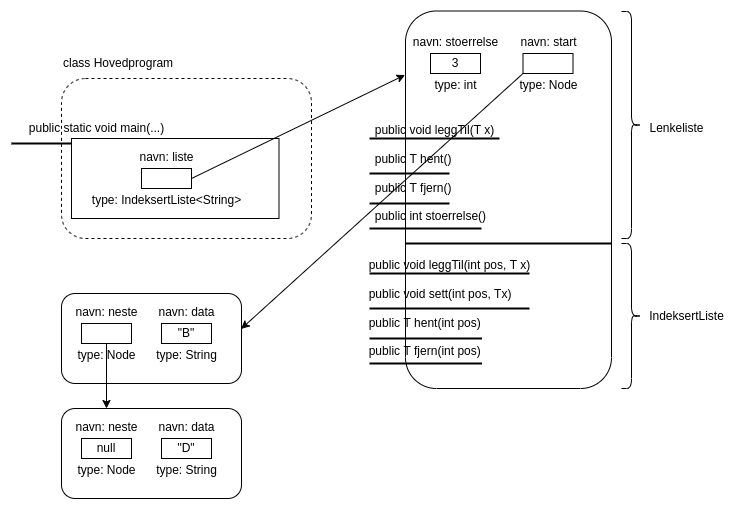 class Hovedprogram
public static void main(...)
navn: liste
type: IndeksertListe<String>
navn: stoerrelse
navn: start
3
type: int
type: Node
public void leggTil(T x)
public T hent()
public T fjern()
public int stoerrelse()
Lenkeliste
public void leggTil(int pos, T x)
public void sett(int pos, Tx)
public T hent(int pos)
public T fjern(int pos)
IndeksertListe
navn: neste
navn: data
"B"
type: Node
type: String
navn: neste
navn: data
null
"D"
type: Node
type: String